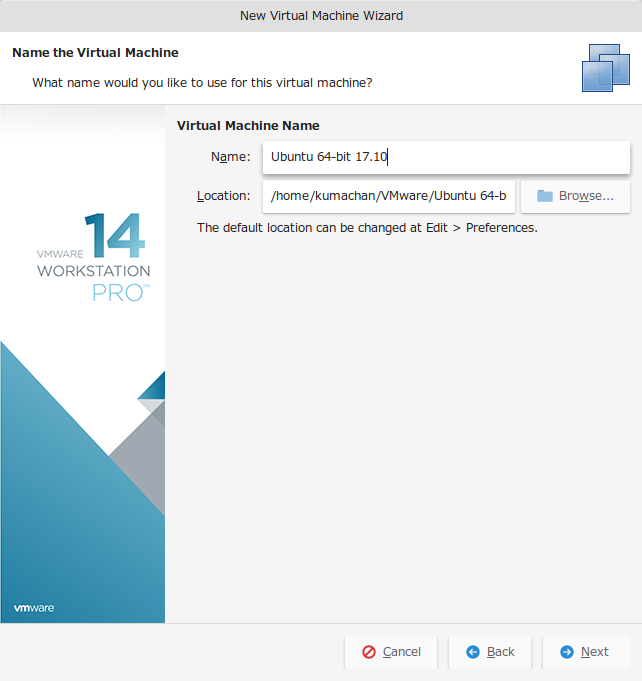 New Virtual Machine Wizard
Name the Virtual Machine
What name would you like to use for this virtual machine?
Virtual Machine Name
Name: Ubuntu 64-bit 17.10
Location: /home/kumachan/VMware/Ubuntu 64-b Browse...
The default location can be changed at Edit > Preferences.
14
VMWARE
WORKSTATION
PRO™
vmware
Cancel Back Next